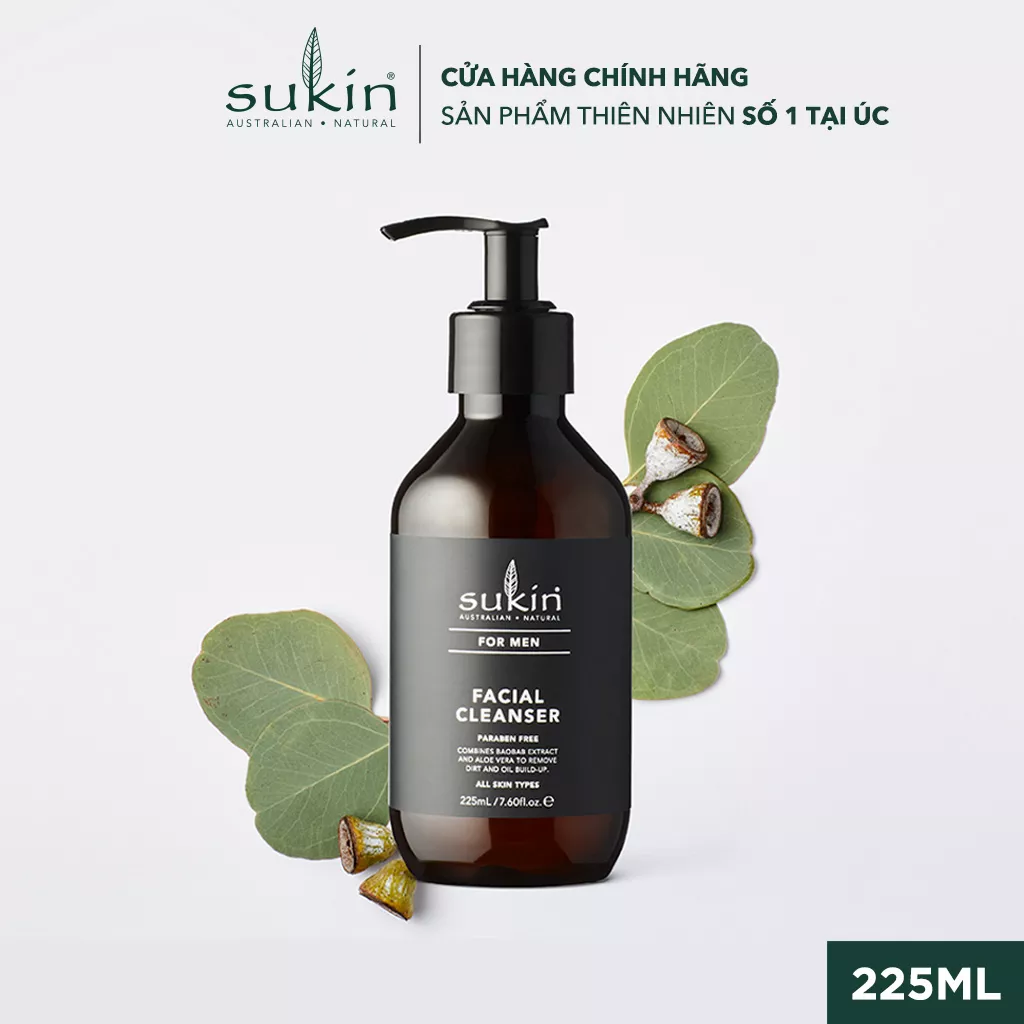 sukin®
AUSTRALIAN • NATURAL
CỬA HÀNG CHÍNH HÃNG
SẢN PHẨM THIÊN NHIÊN SỐ 1 TẠI ÚC
sukin
AUSTRALIAN • NATURAL
FOR MEN
FACIAL
CLEANSER
PARABEN FREE
COMBINES BAOBAB EXTRACT
AND ALOE VERA TO REMOVE
DIRT AND OIL BUILD-UP.
ALL SKIN TYPES
225mL / 7.60fl.oz. ℮
225ML